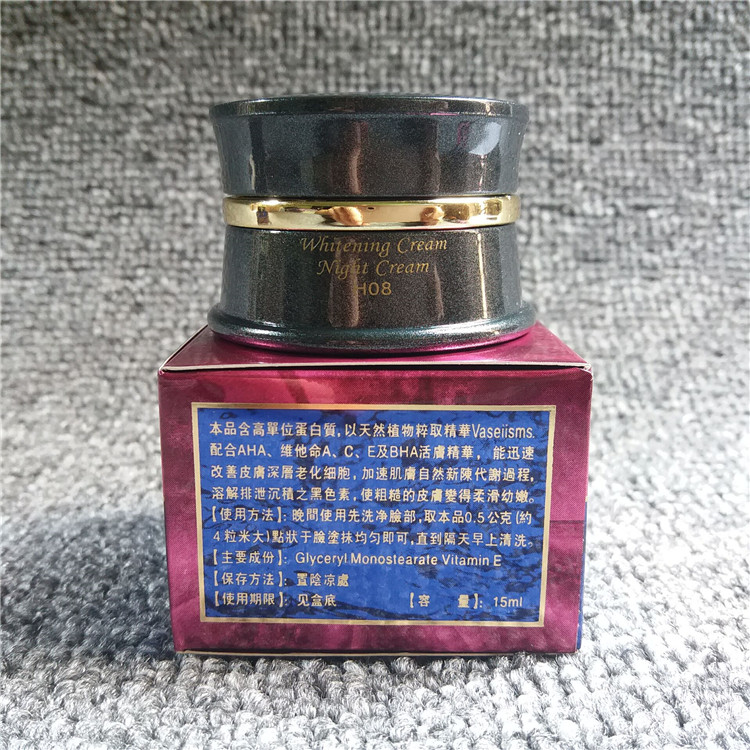 Whitening Cream
Night Cream
H08
本品含高單位蛋白質,以天然植物粹取精華Vaseiisms.
配合AHA、維他命A、C、E及BHA活膚精華，能迅速
改善皮膚深層老化細胞，加速肌膚自然新陳代謝過程,
溶解排泄沉積之黑色素，使粗糙的皮膚變得柔滑幼嫩。
【使用方法】: 晚間使用先洗净臉部,取本品0.5公克(約
4粒米大)點狀于臉塗抹均匀即可,直到隔天早上清洗。
【主要成份】: Glyceryl Monostearate Vitamin E
【保存方法】: 置陰凉處
【使用期限】: 见盒底 【容 量】: 15ml